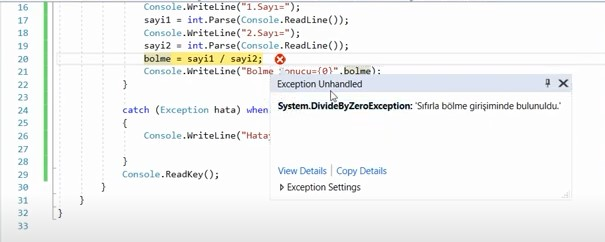 16 Console.WriteLine("1.Sayı=");
17 sayi1 = int.Parse(Console.ReadLine());
18 Console.WriteLine("2.Sayı=");
19 sayi2 = int.Parse(Console.ReadLine());
20 bolme = sayi1 / sayi2;
21 Console.WriteLine("Bolme Sonucu={0}",bolme);
22 }
Exception Unhandled
23
System.DivideByZeroException: 'Sıfırla bölme girişiminde bulunuldu.'
24 catch (Exception hata) when
25 {
26 Console.WriteLine("Hata
27
28 }
View Details | Copy Details
29 Console.ReadKey();
Exception Settings
30 }
31 }
32 }
33